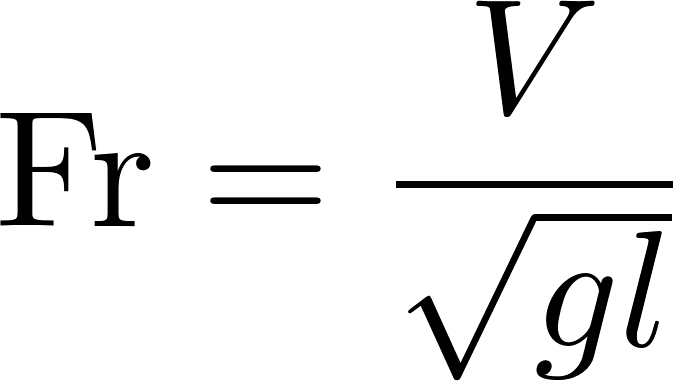 Fr = V / √(gl)